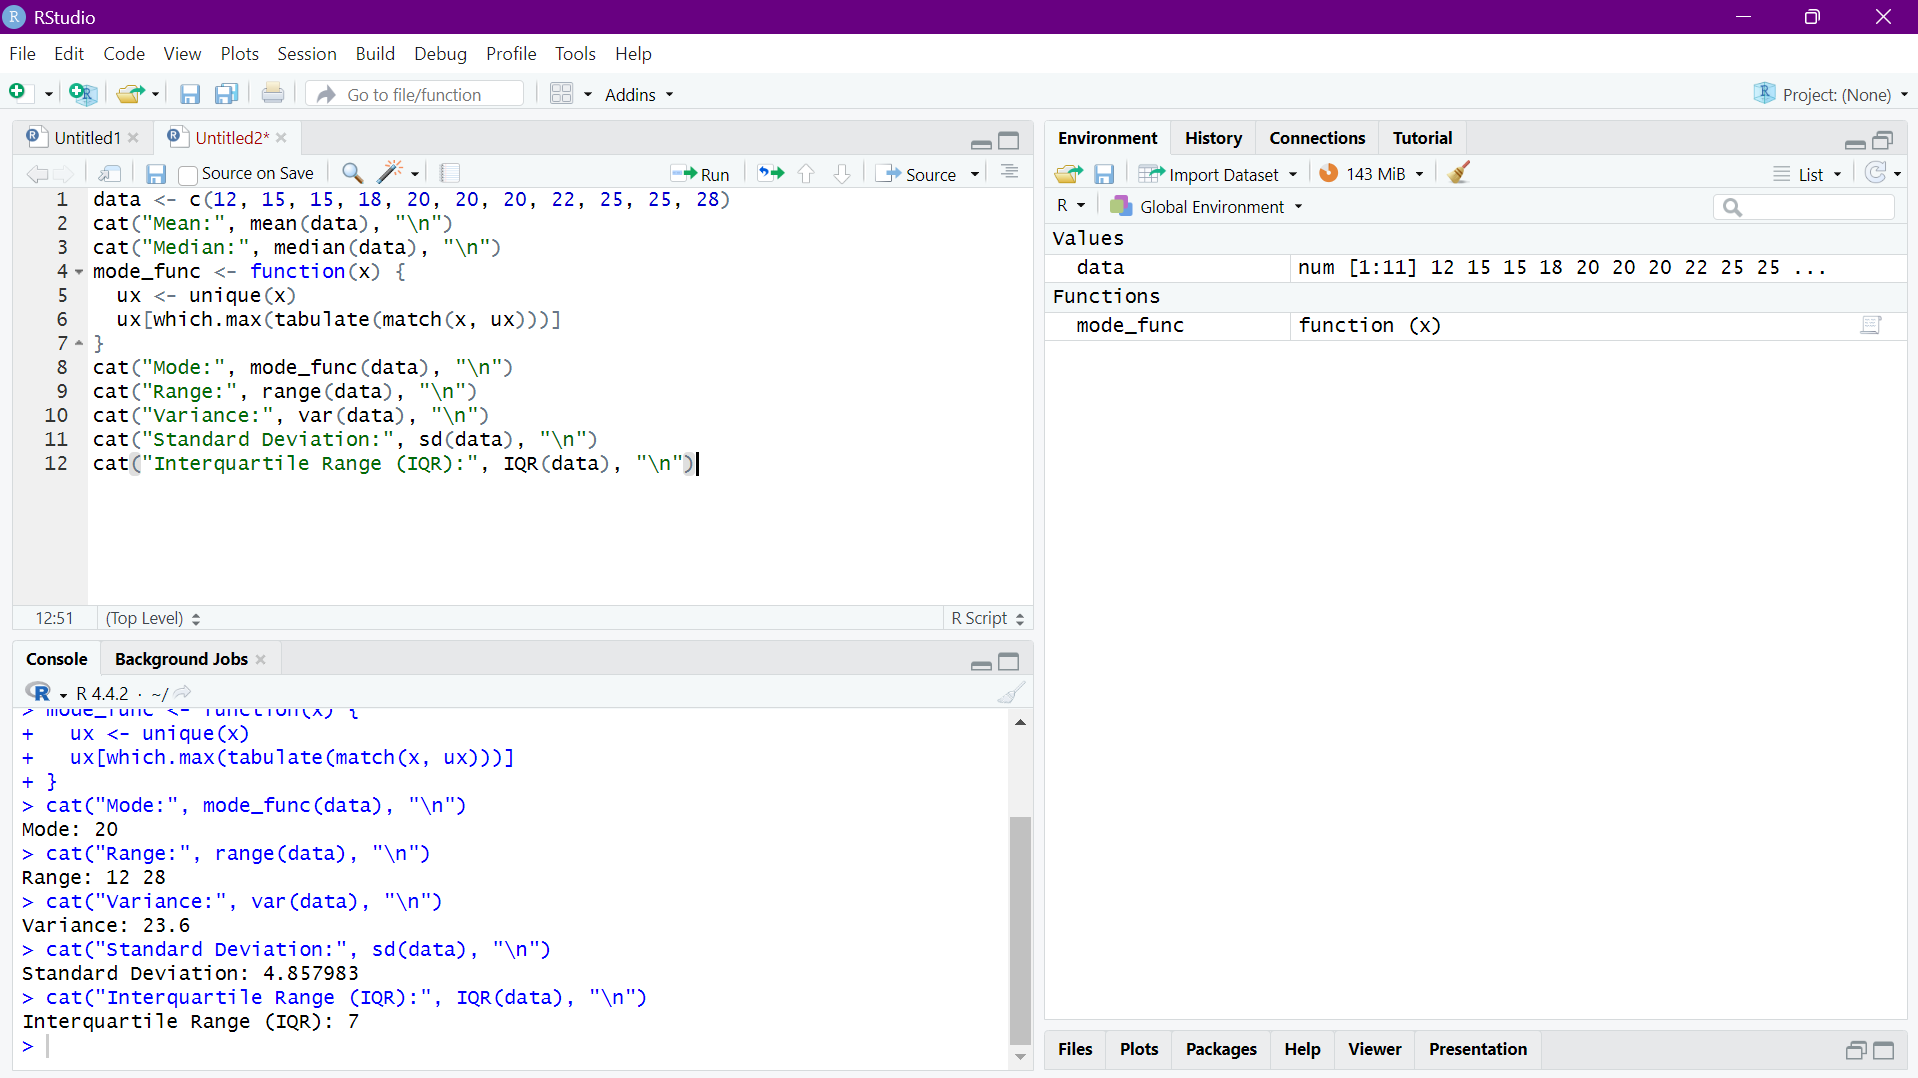 RStudio
File Edit Code View Plots Session Build Debug Profile Tools Help
Go to file/function Addins Project: (None)
Untitled1 Untitled2*
Source on Save Run Source
1 data <- c(12, 15, 15, 18, 20, 20, 20, 22, 25, 25, 28)
2 cat("Mean:", mean(data), "\n")
3 cat("Median:", median(data), "\n")
4 mode_func <- function(x) {
5   ux <- unique(x)
6   ux[which.max(tabulate(match(x, ux)))]
7 }
8 cat("Mode:", mode_func(data), "\n")
9 cat("Range:", range(data), "\n")
10 cat("Variance:", var(data), "\n")
11 cat("Standard Deviation:", sd(data), "\n")
12 cat("Interquartile Range (IQR):", IQR(data), "\n")
12:51 (Top Level) R Script
Console Background Jobs
R R 4.4.2 · ~/
> mode_func <- function(x) {
+   ux <- unique(x)
+   ux[which.max(tabulate(match(x, ux)))]
+ }
> cat("Mode:", mode_func(data), "\n")
Mode: 20
> cat("Range:", range(data), "\n")
Range: 12 28
> cat("Variance:", var(data), "\n")
Variance: 23.6
> cat("Standard Deviation:", sd(data), "\n")
Standard Deviation: 4.857983
> cat("Interquartile Range (IQR):", IQR(data), "\n")
Interquartile Range (IQR): 7
>
Environment History Connections Tutorial
Import Dataset 143 MiB List
R Global Environment
Values
data num [1:11] 12 15 15 18 20 20 20 22 25 25 ...
Functions
mode_func function (x)
Files Plots Packages Help Viewer Presentation